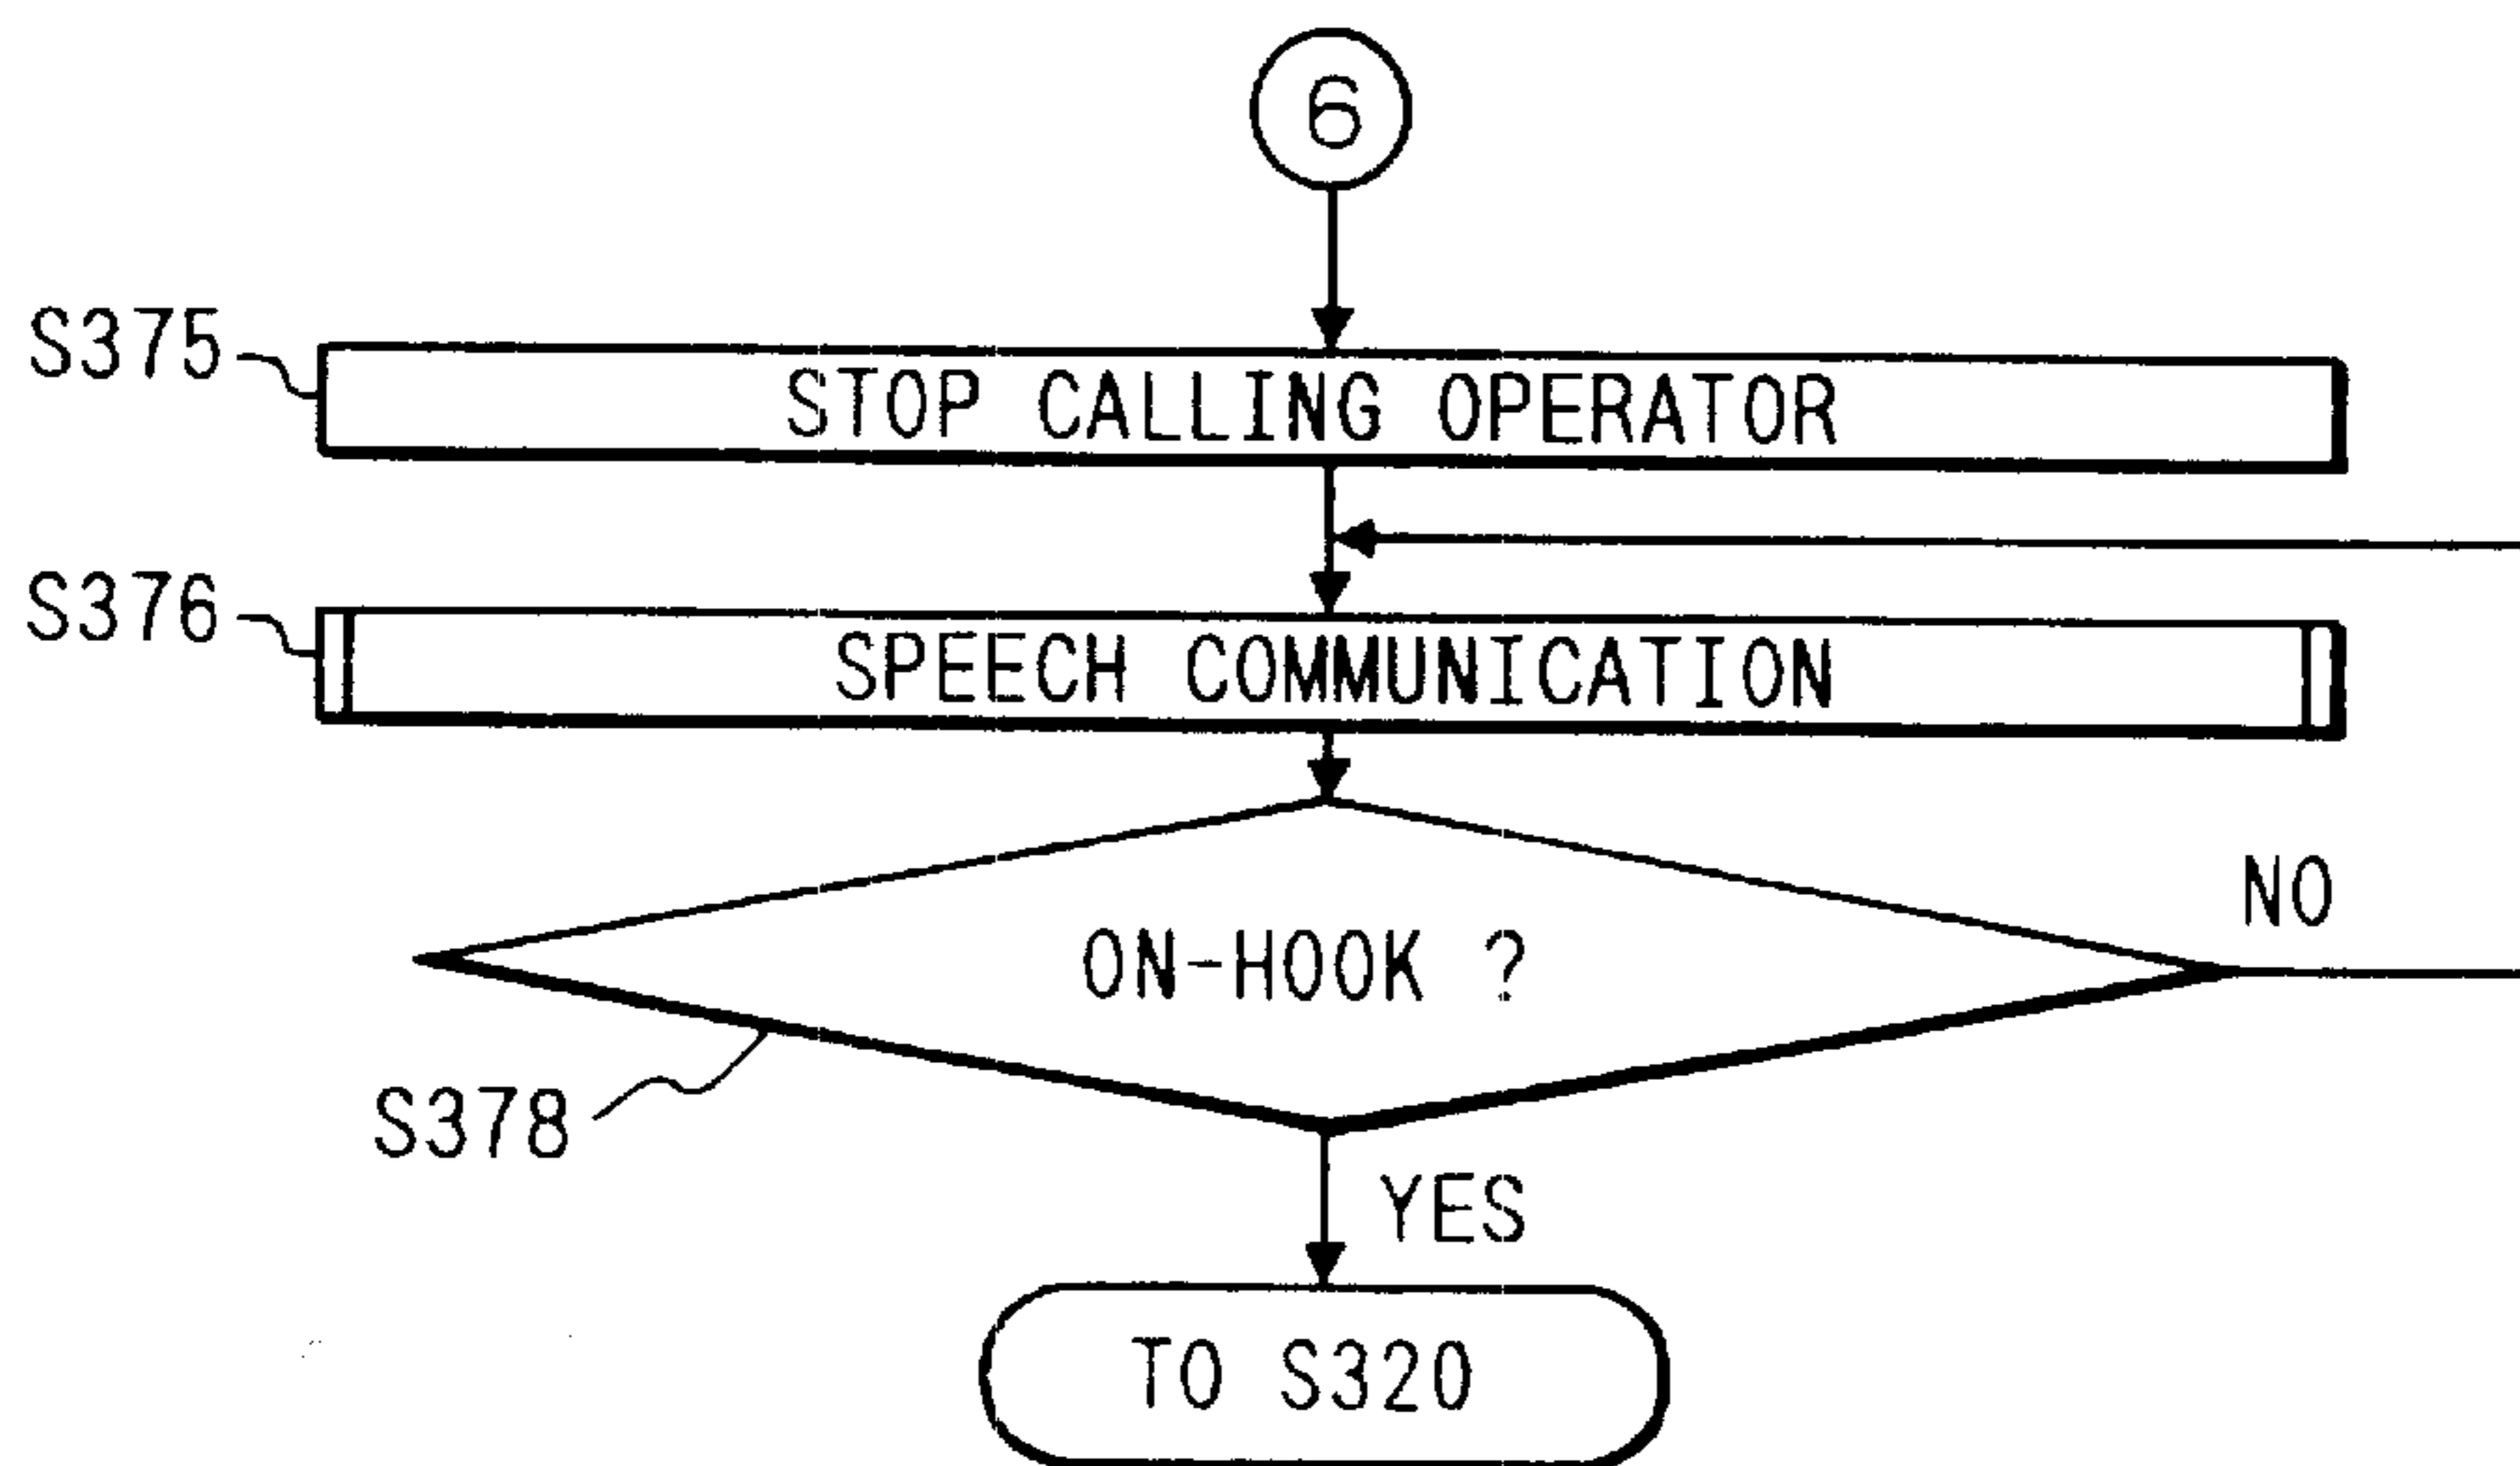 6
S375
STOP CALLING OPERATOR
S376
SPEECH COMMUNICATION
NO
ON-HOOK ?
S378
YES
TO S320